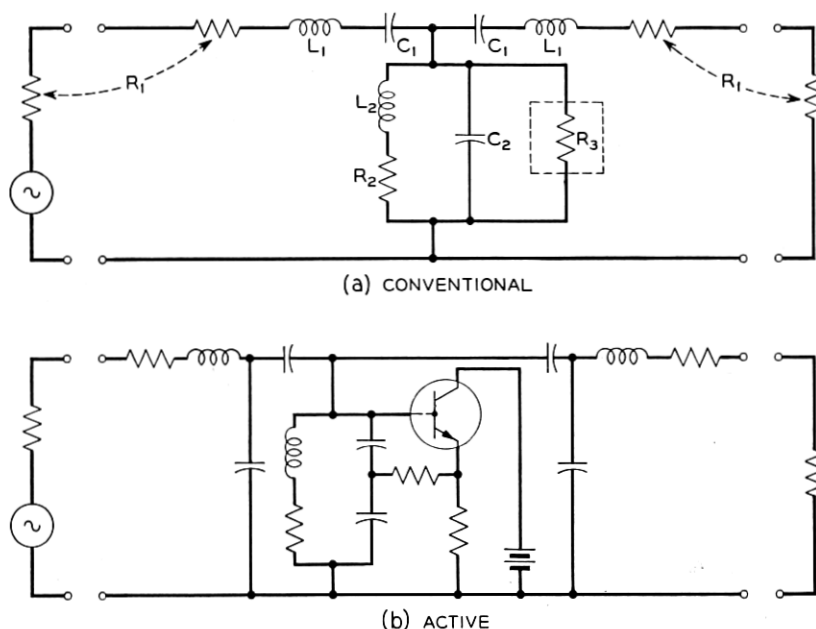 C₁ C₁
L₁ L₁
R₁ R₁
L₂
C₂ R₃
R₂
(a) CONVENTIONAL
(b) ACTIVE